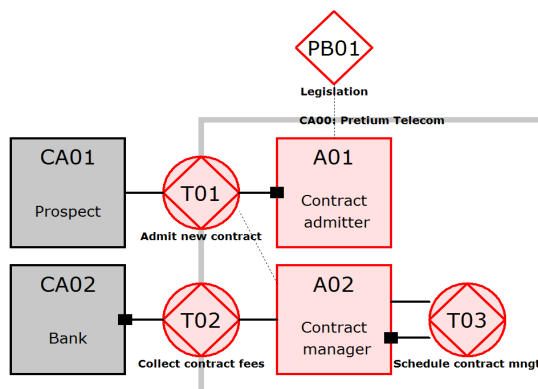 PB01
Legislation
CA00: Pretium Telecom
CA01
Prospect
T01
Admit new contract
A01
Contract
admitter
CA02
Bank
T02
Collect contract fees
A02
Contract
manager
T03
Schedule contract mngt